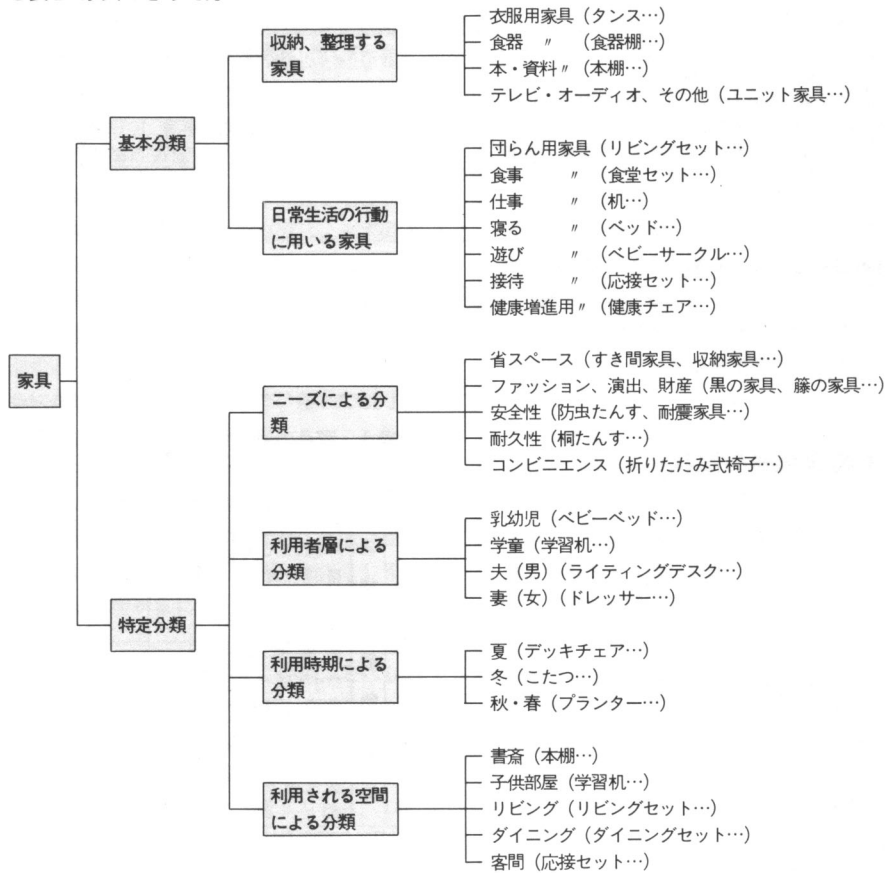 家具
基本分類
収納、整理する
家具
衣服用家具（タンス…）
食器　〃　（食器棚…）
本・資料〃（本棚…）
テレビ・オーディオ、その他（ユニット家具…）
日常生活の行動
に用いる家具
団らん用家具（リビングセット…）
食事　　〃　（食堂セット…）
仕事　　〃　（机…）
寝る　　〃　（ベッド…）
遊び　　〃　（ベビーサークル…）
接待　　〃　（応接セット…）
健康増進用〃（健康チェア…）
特定分類
ニーズによる分
類
省スペース（すき間家具、収納家具…）
ファッション、演出、財産（黒の家具、籐の家具…）
安全性（防虫たんす、耐震家具…）
耐久性（桐たんす…）
コンビニエンス（折りたたみ式椅子…）
利用者層による
分類
乳幼児（ベビーベッド…）
学童（学習机…）
夫（男）（ライティングデスク…）
妻（女）（ドレッサー…）
利用時期による
分類
夏（デッキチェア…）
冬（こたつ…）
秋・春（プランター…）
利用される空間
による分類
書斎（本棚…）
子供部屋（学習机…）
リビング（リビングセット…）
ダイニング（ダイニングセット…）
客間（応接セット…）